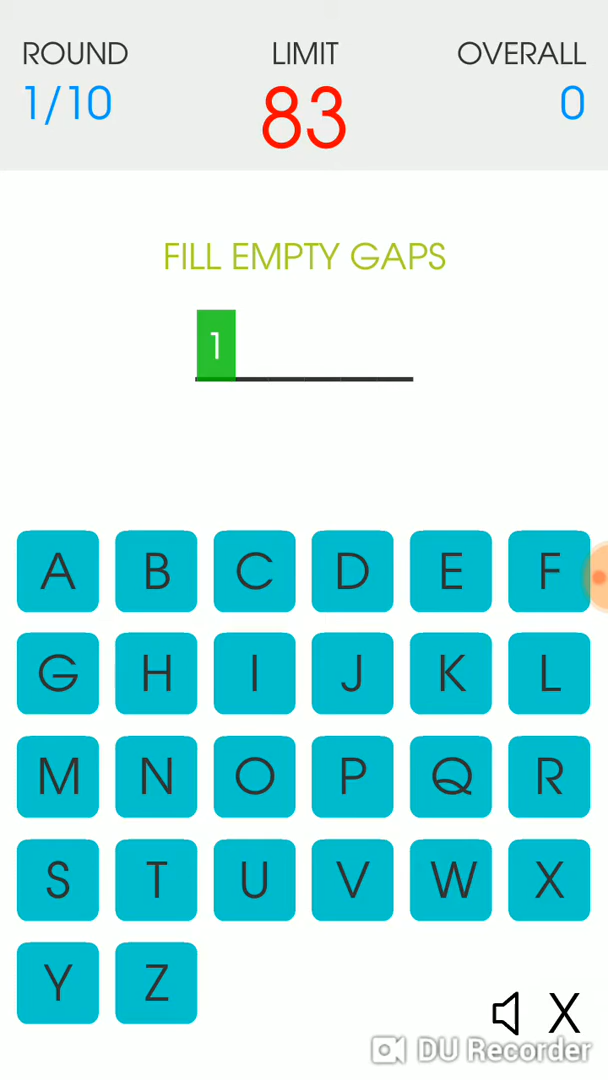 ROUND LIMIT OVERALL
1/10 83 0
FILL EMPTY GAPS
1
A B C D E F
G H I J K L
M N O P Q R
S T U V W X
Y Z
X
DU Recorder